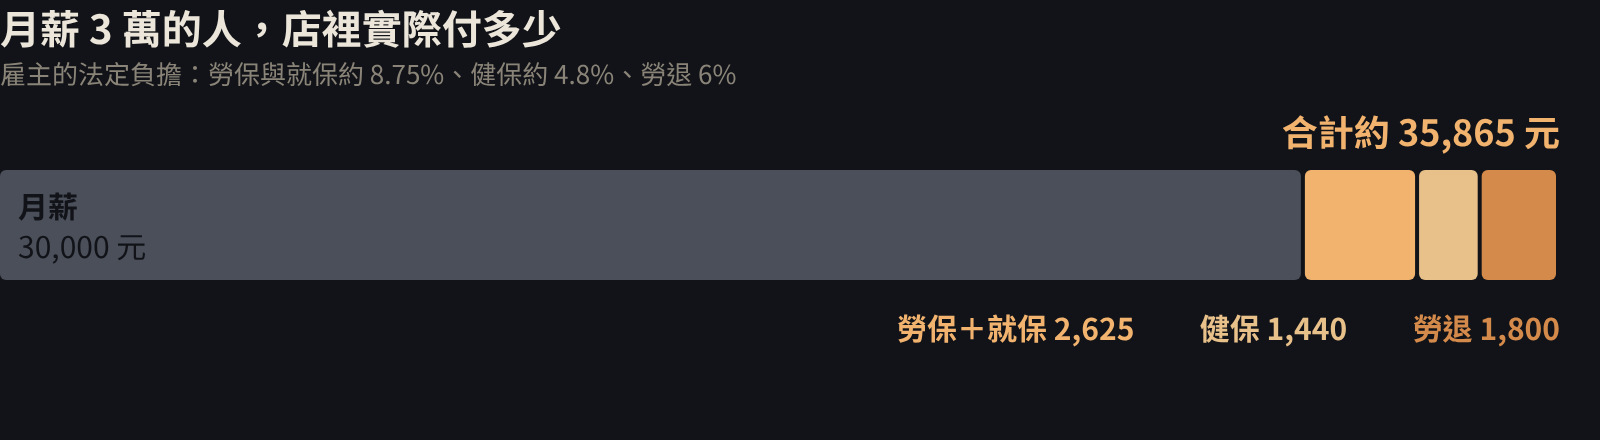 月薪 3 萬的人，店裡實際付多少
雇主的法定負擔：勞保與就保約 8.75%、健保約 4.8%、勞退 6%
合計約 35,865 元
月薪
30,000 元
勞保＋就保 2,625
健保 1,440
勞退 1,800